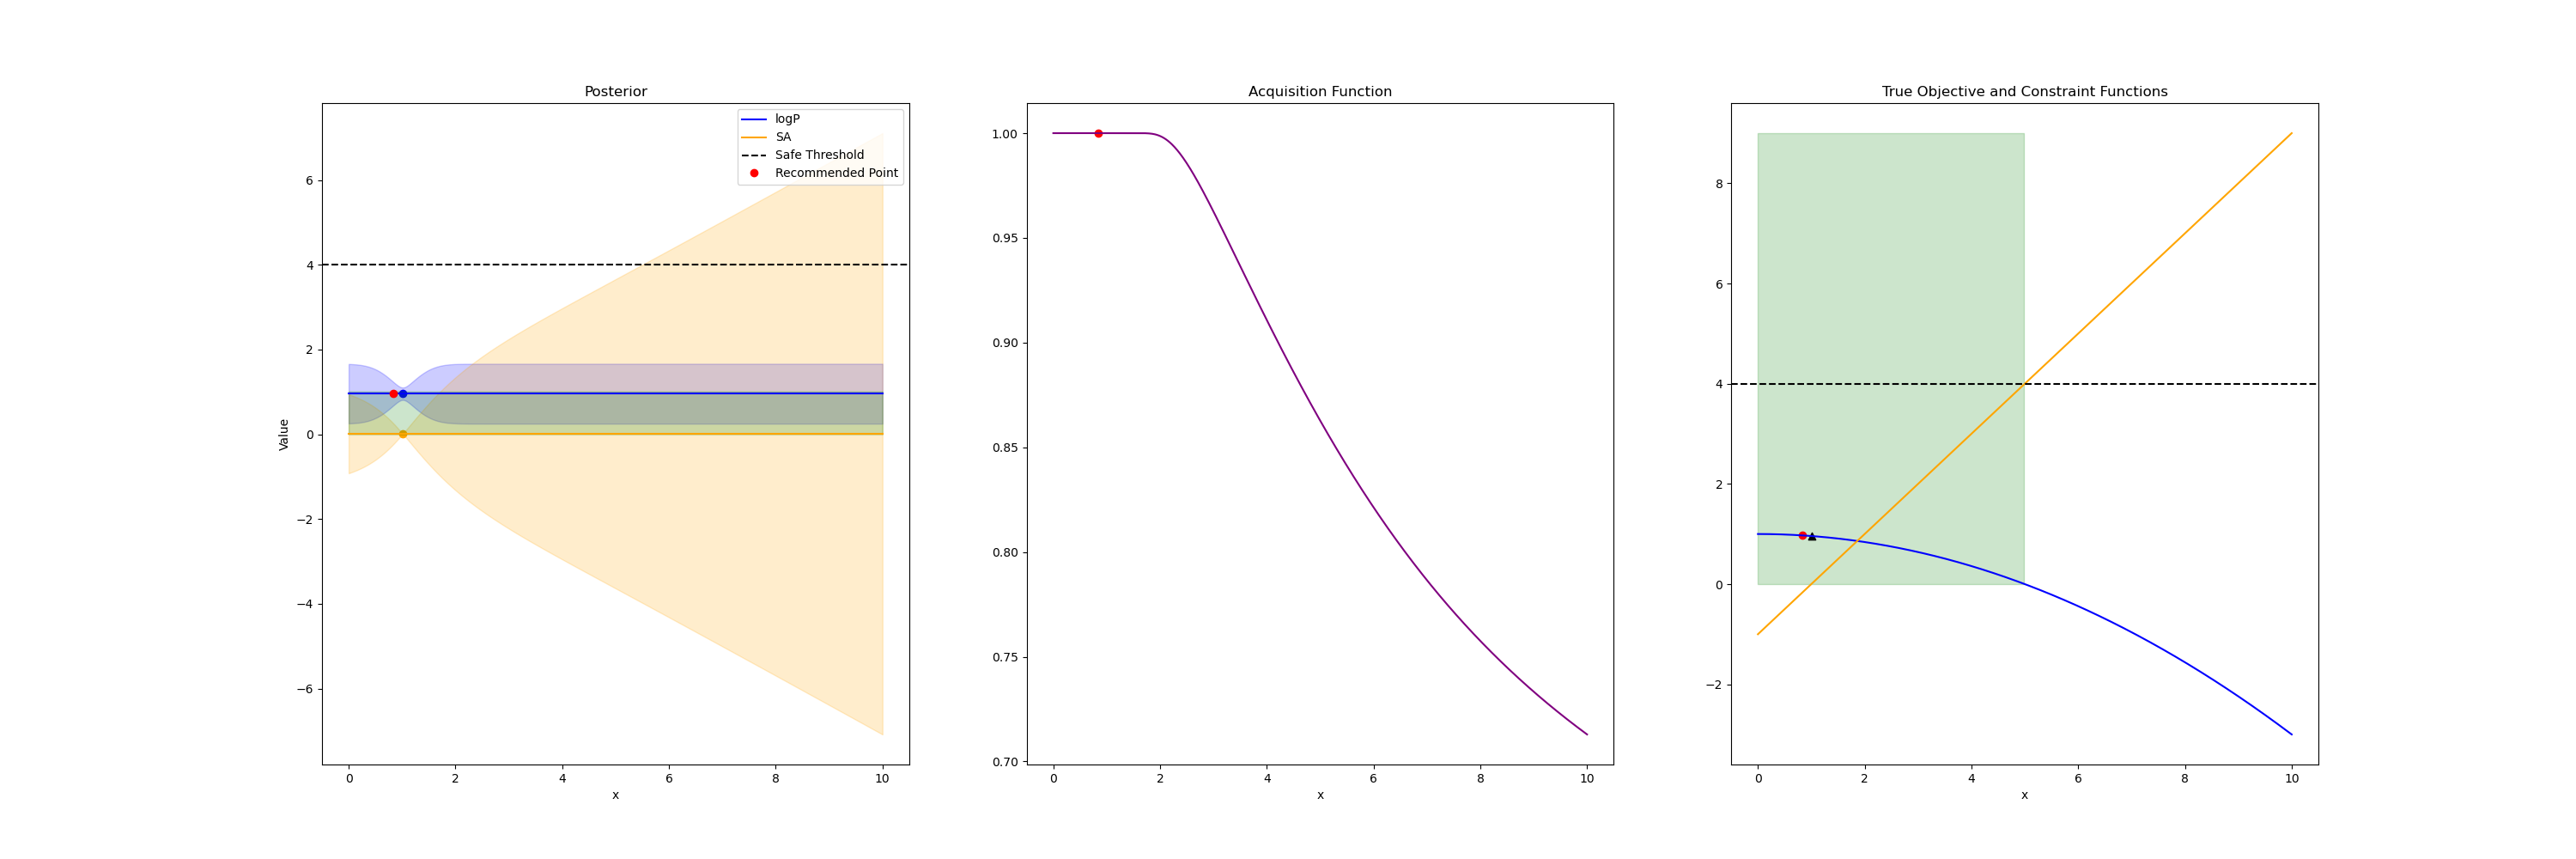 Posterior
logP
SA
Safe Threshold
Recommended Point
Value
6
4
2
0
−2
−4
−6
0 2 4 6 8 10
x
Acquisition Function
1.00
0.95
0.90
0.85
0.80
0.75
0.70
0 2 4 6 8 10
x
True Objective and Constraint Functions
8
6
4
2
0
−2
0 2 4 6 8 10
x